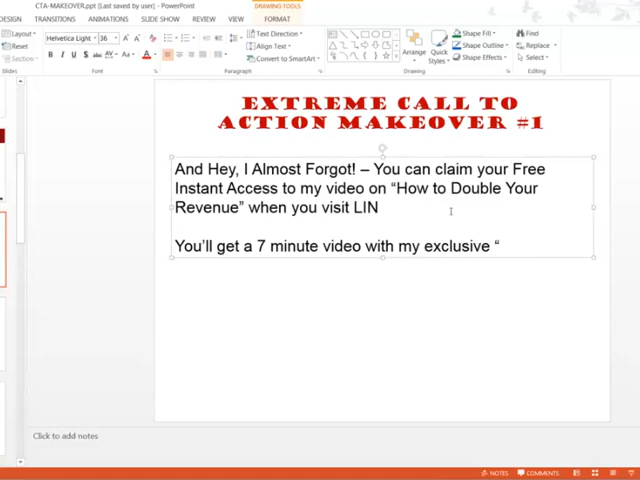 CTA-MAKEOVER.ppt [Last saved by user] - PowerPoint
DRAWING TOOLS
TRANSITIONS ANIMATIONS SLIDE SHOW REVIEW VIEW FORMAT
Layout Helvetica Light 36 Text Direction Shape Fill Find
Reset Align Text Arrange Quick Styles Shape Outline Replace
Section B I U S abc AV Aa A Convert to SmartArt Shape Effects Select
Slides Font Paragraph Drawing Editing
EXTREME CALL TO
ACTION MAKEOVER #1
And Hey, I Almost Forgot! – You can claim your Free
Instant Access to my video on “How to Double Your
Revenue” when you visit LIN
You’ll get a 7 minute video with my exclusive “
Click to add notes
NOTES COMMENTS